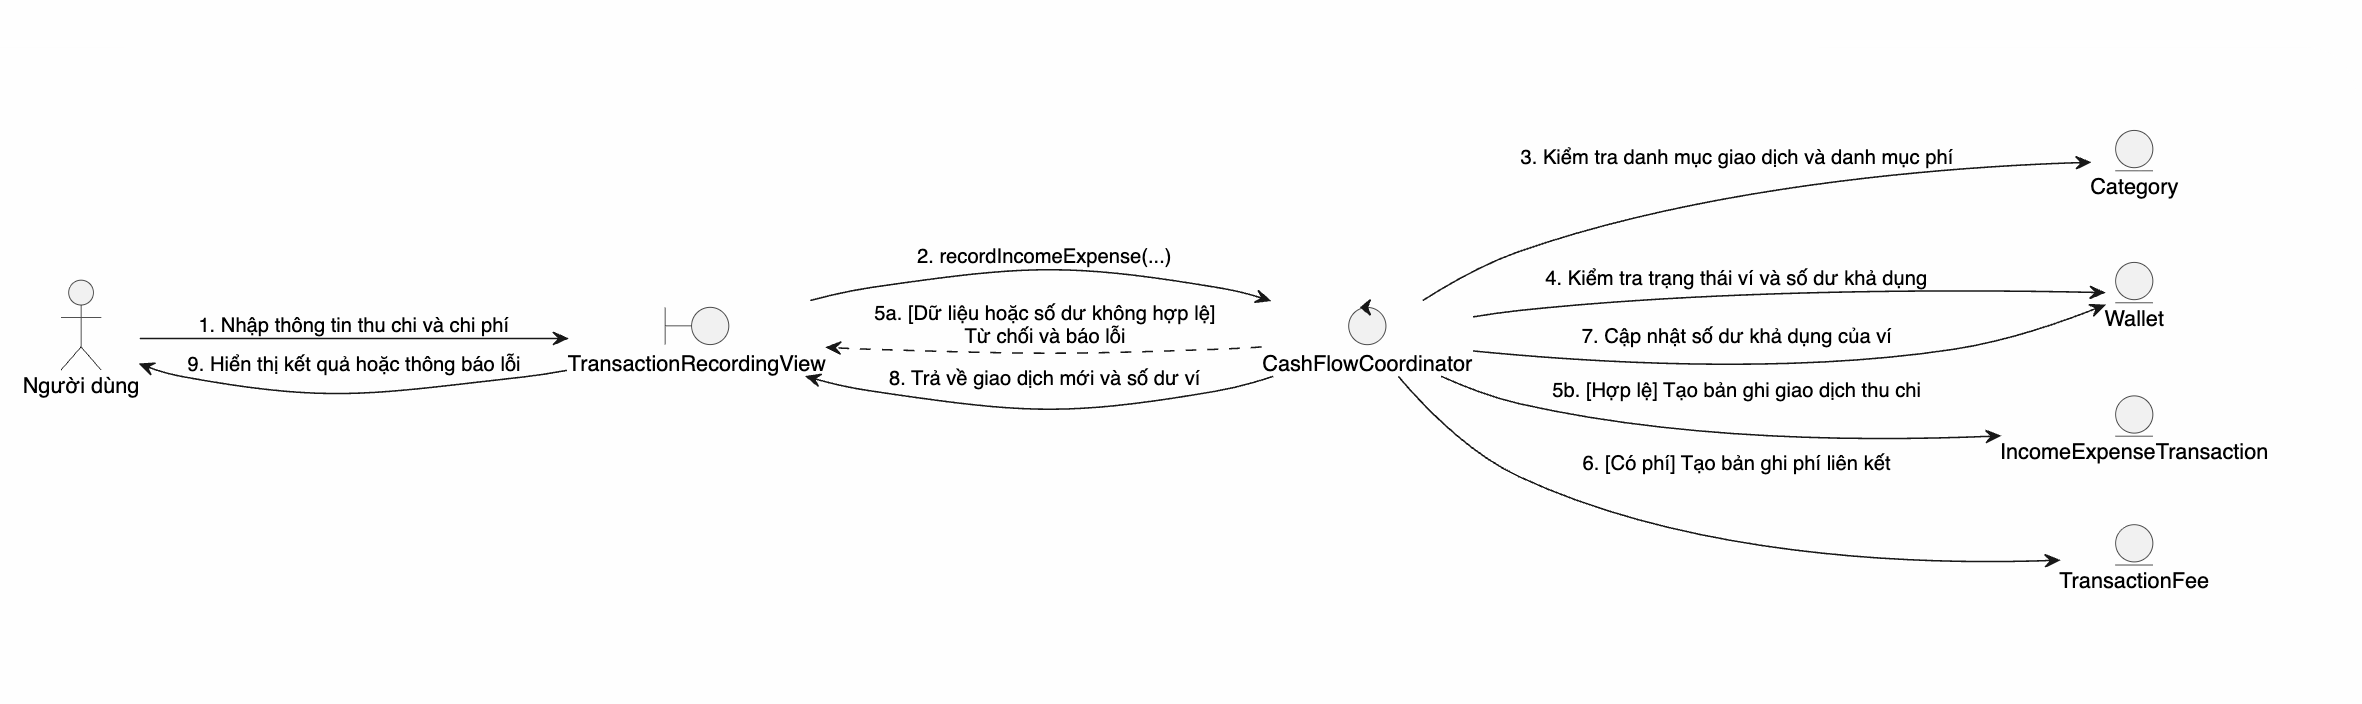 1. Nhập thông tin thu chi và chi phí
9. Hiển thị kết quả hoặc thông báo lỗi
Người dùng
TransactionRecordingView
2. recordIncomeExpense(...)
5a. [Dữ liệu hoặc số dư không hợp lệ]
Từ chối và báo lỗi
8. Trả về giao dịch mới và số dư ví
CashFlowCoordinator
3. Kiểm tra danh mục giao dịch và danh mục phí
Category
4. Kiểm tra trạng thái ví và số dư khả dụng
Wallet
7. Cập nhật số dư khả dụng của ví
5b. [Hợp lệ] Tạo bản ghi giao dịch thu chi
IncomeExpenseTransaction
6. [Có phí] Tạo bản ghi phí liên kết
TransactionFee